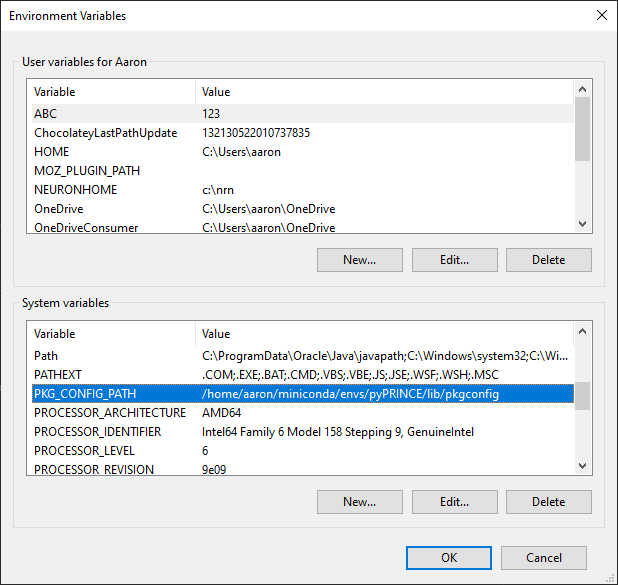 Environment Variables
User variables for Aaron
Variable Value
ABC 123
ChocolateyLastPathUpdate 132130522010737835
HOME C:\Users\aaron
MOZ_PLUGIN_PATH
NEURONHOME c:\nrn
OneDrive C:\Users\aaron\OneDrive
OneDriveConsumer C:\Users\aaron\OneDrive
New... Edit... Delete
System variables
Variable Value
Path C:\ProgramData\Oracle\Java\javapath;C:\Windows\system32;C:\Wi...
PATHEXT .COM;.EXE;.BAT;.CMD;.VBS;.VBE;.JS;.JSE;.WSF;.WSH;.MSC
PKG_CONFIG_PATH /home/aaron/miniconda/envs/pyPRINCE/lib/pkgconfig
PROCESSOR_ARCHITECTURE AMD64
PROCESSOR_IDENTIFIER Intel64 Family 6 Model 158 Stepping 9, GenuineIntel
PROCESSOR_LEVEL 6
PROCESSOR_REVISION 9e09
New... Edit... Delete
OK Cancel